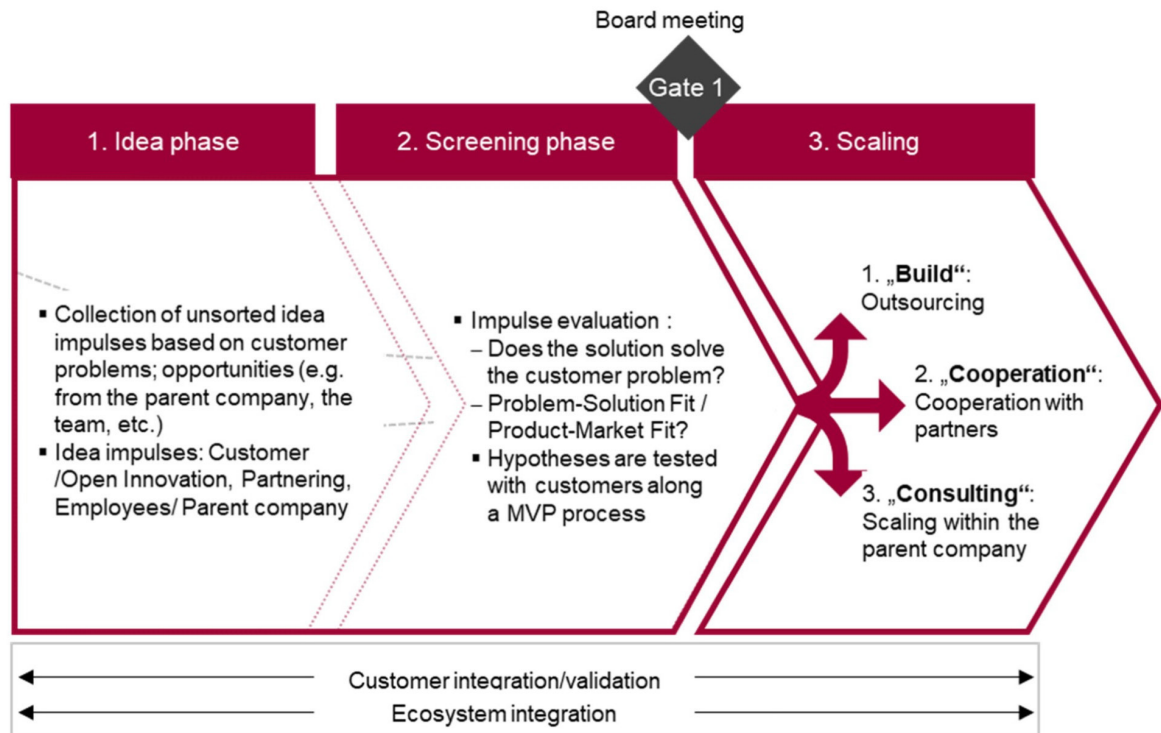 Board meeting
Gate 1
1. Idea phase
2. Screening phase
3. Scaling
▪ Collection of unsorted idea
impulses based on customer
problems; opportunities (e.g.
from the parent company, the
team, etc.)
▪ Idea impulses: Customer
/Open Innovation, Partnering,
Employees/ Parent company
▪ Impulse evaluation :
– Does the solution solve
the customer problem?
– Problem-Solution Fit /
Product-Market Fit?
▪ Hypotheses are tested
with customers along
a MVP process
1. „Build“:
Outsourcing
2. „Cooperation“:
Cooperation with
partners
3. „Consulting“:
Scaling within the
parent company
Customer integration/validation
Ecosystem integration